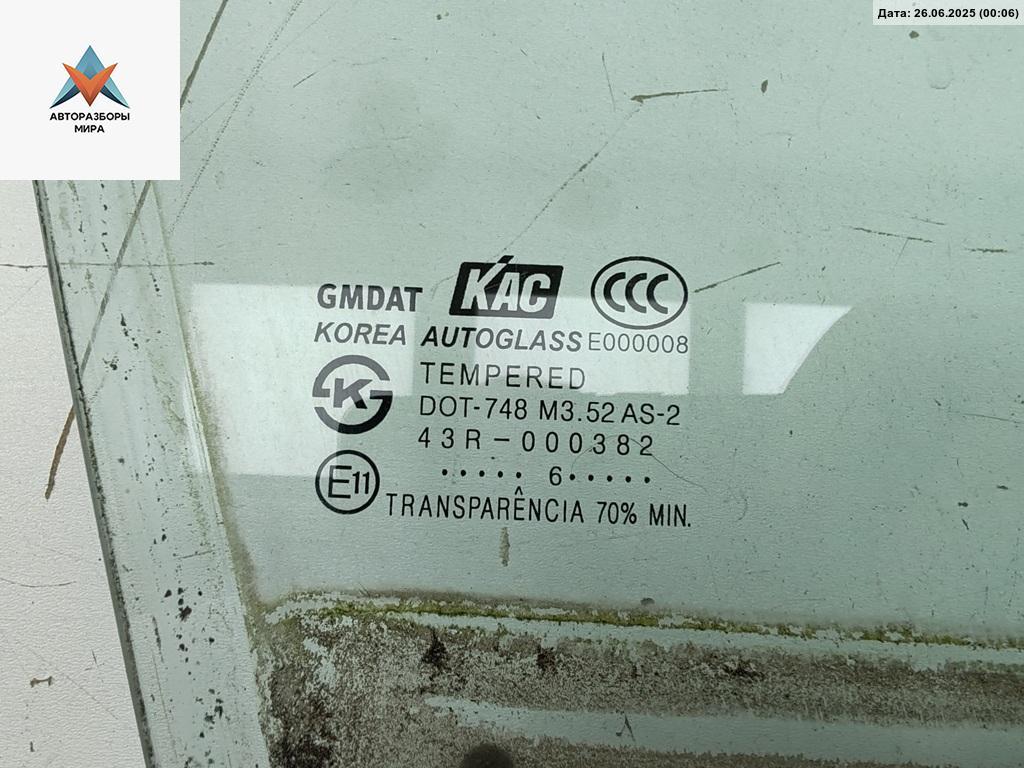 Дата: 26.06.2025 (00:06)
АВТОРАЗБОРЫ
МИРА
GMDAT KAC CCC
KOREA AUTOGLASS E000008
K TEMPERED
DOT-748 M3.52 AS-2
43R-000382
E11 ····· 6 ·····
TRANSPARÊNCIA 70% MIN.